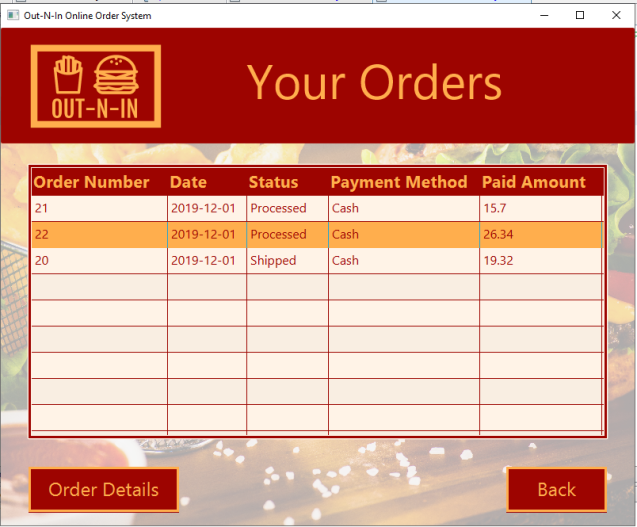 Out-N-In Online Order System
OUT-N-IN
Your Orders
Order Number Date Status Payment Method Paid Amount
21 2019-12-01 Processed Cash 15.7
22 2019-12-01 Processed Cash 26.34
20 2019-12-01 Shipped Cash 19.32
Order Details Back